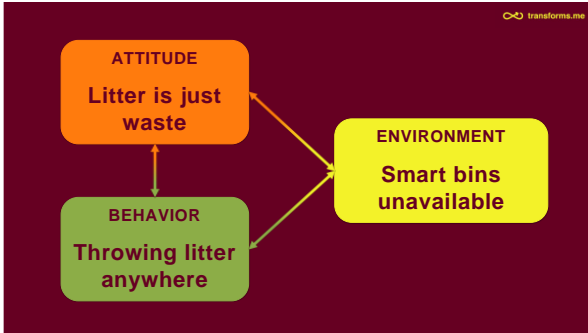 transforms.me
ATTITUDE
Litter is just
waste
ENVIRONMENT
Smart bins
unavailable
BEHAVIOR
Throwing litter
anywhere